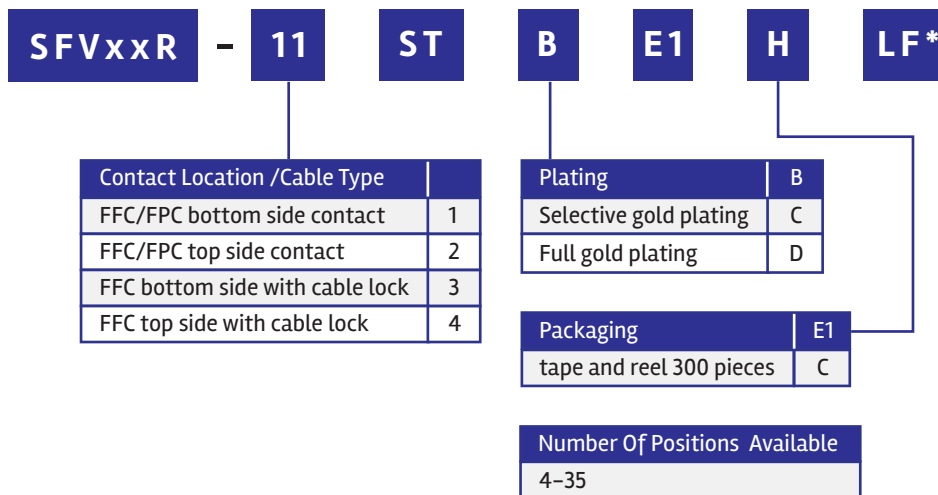 SFVxxR - 11 ST B E1 H LF*
Contact Location /Cable Type
FFC/FPC bottom side contact 1
FFC/FPC top side contact 2
FFC bottom side with cable lock 3
FFC top side with cable lock 4
Plating B
Selective gold plating C
Full gold plating D
Packaging E1
tape and reel 300 pieces C
Number Of Positions Available
4-35